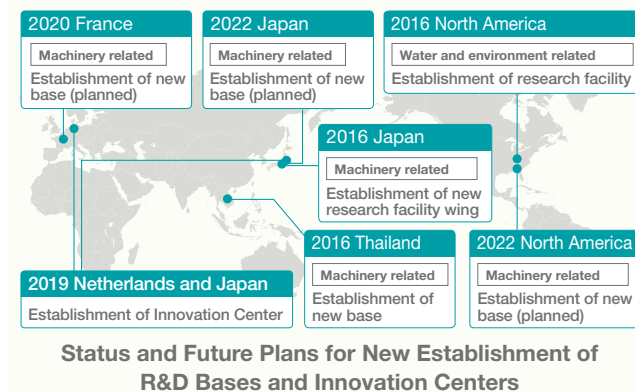 2020 France
Machinery related
Establishment of new
base (planned)
2022 Japan
Machinery related
Establishment of new
base (planned)
2016 North America
Water and environment related
Establishment of research facility
2016 Japan
Machinery related
Establishment of new
research facility wing
2019 Netherlands and Japan
Establishment of Innovation Center
2016 Thailand
Machinery related
Establishment of
new base
2022 North America
Machinery related
Establishment of new
base (planned)
Status and Future Plans for New Establishment of
R&D Bases and Innovation Centers